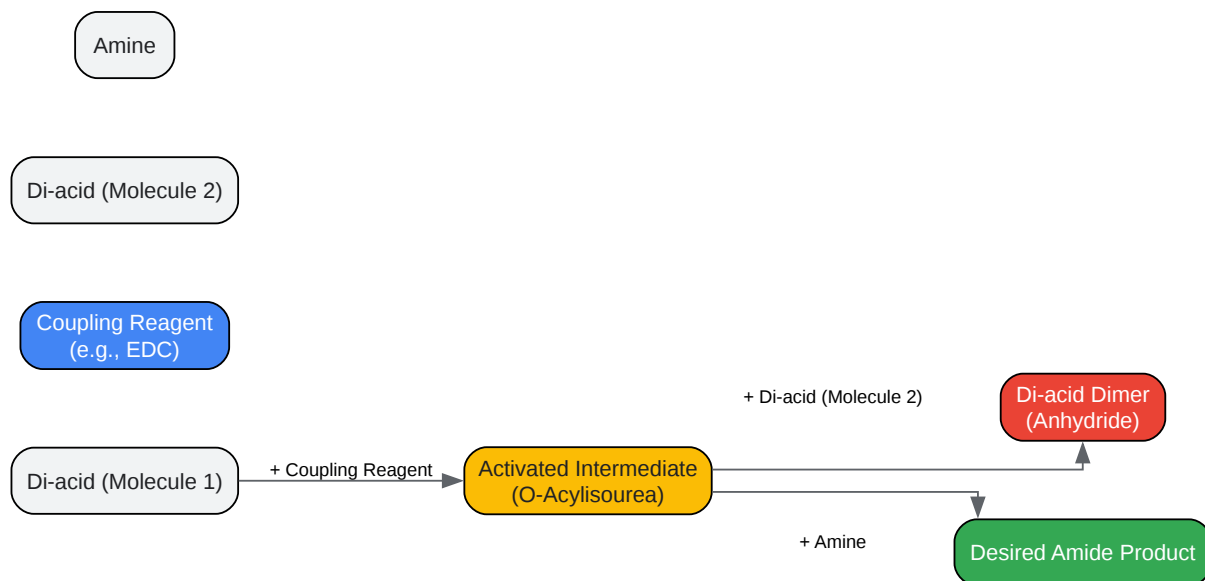 Amine
Di-acid (Molecule 2)
Coupling Reagent
(e.g., EDC)
Di-acid (Molecule 1)
+ Coupling Reagent
Activated Intermediate
(O-Acylisourea)
+ Di-acid (Molecule 2)
Di-acid Dimer
(Anhydride)
+ Amine
Desired Amide Product